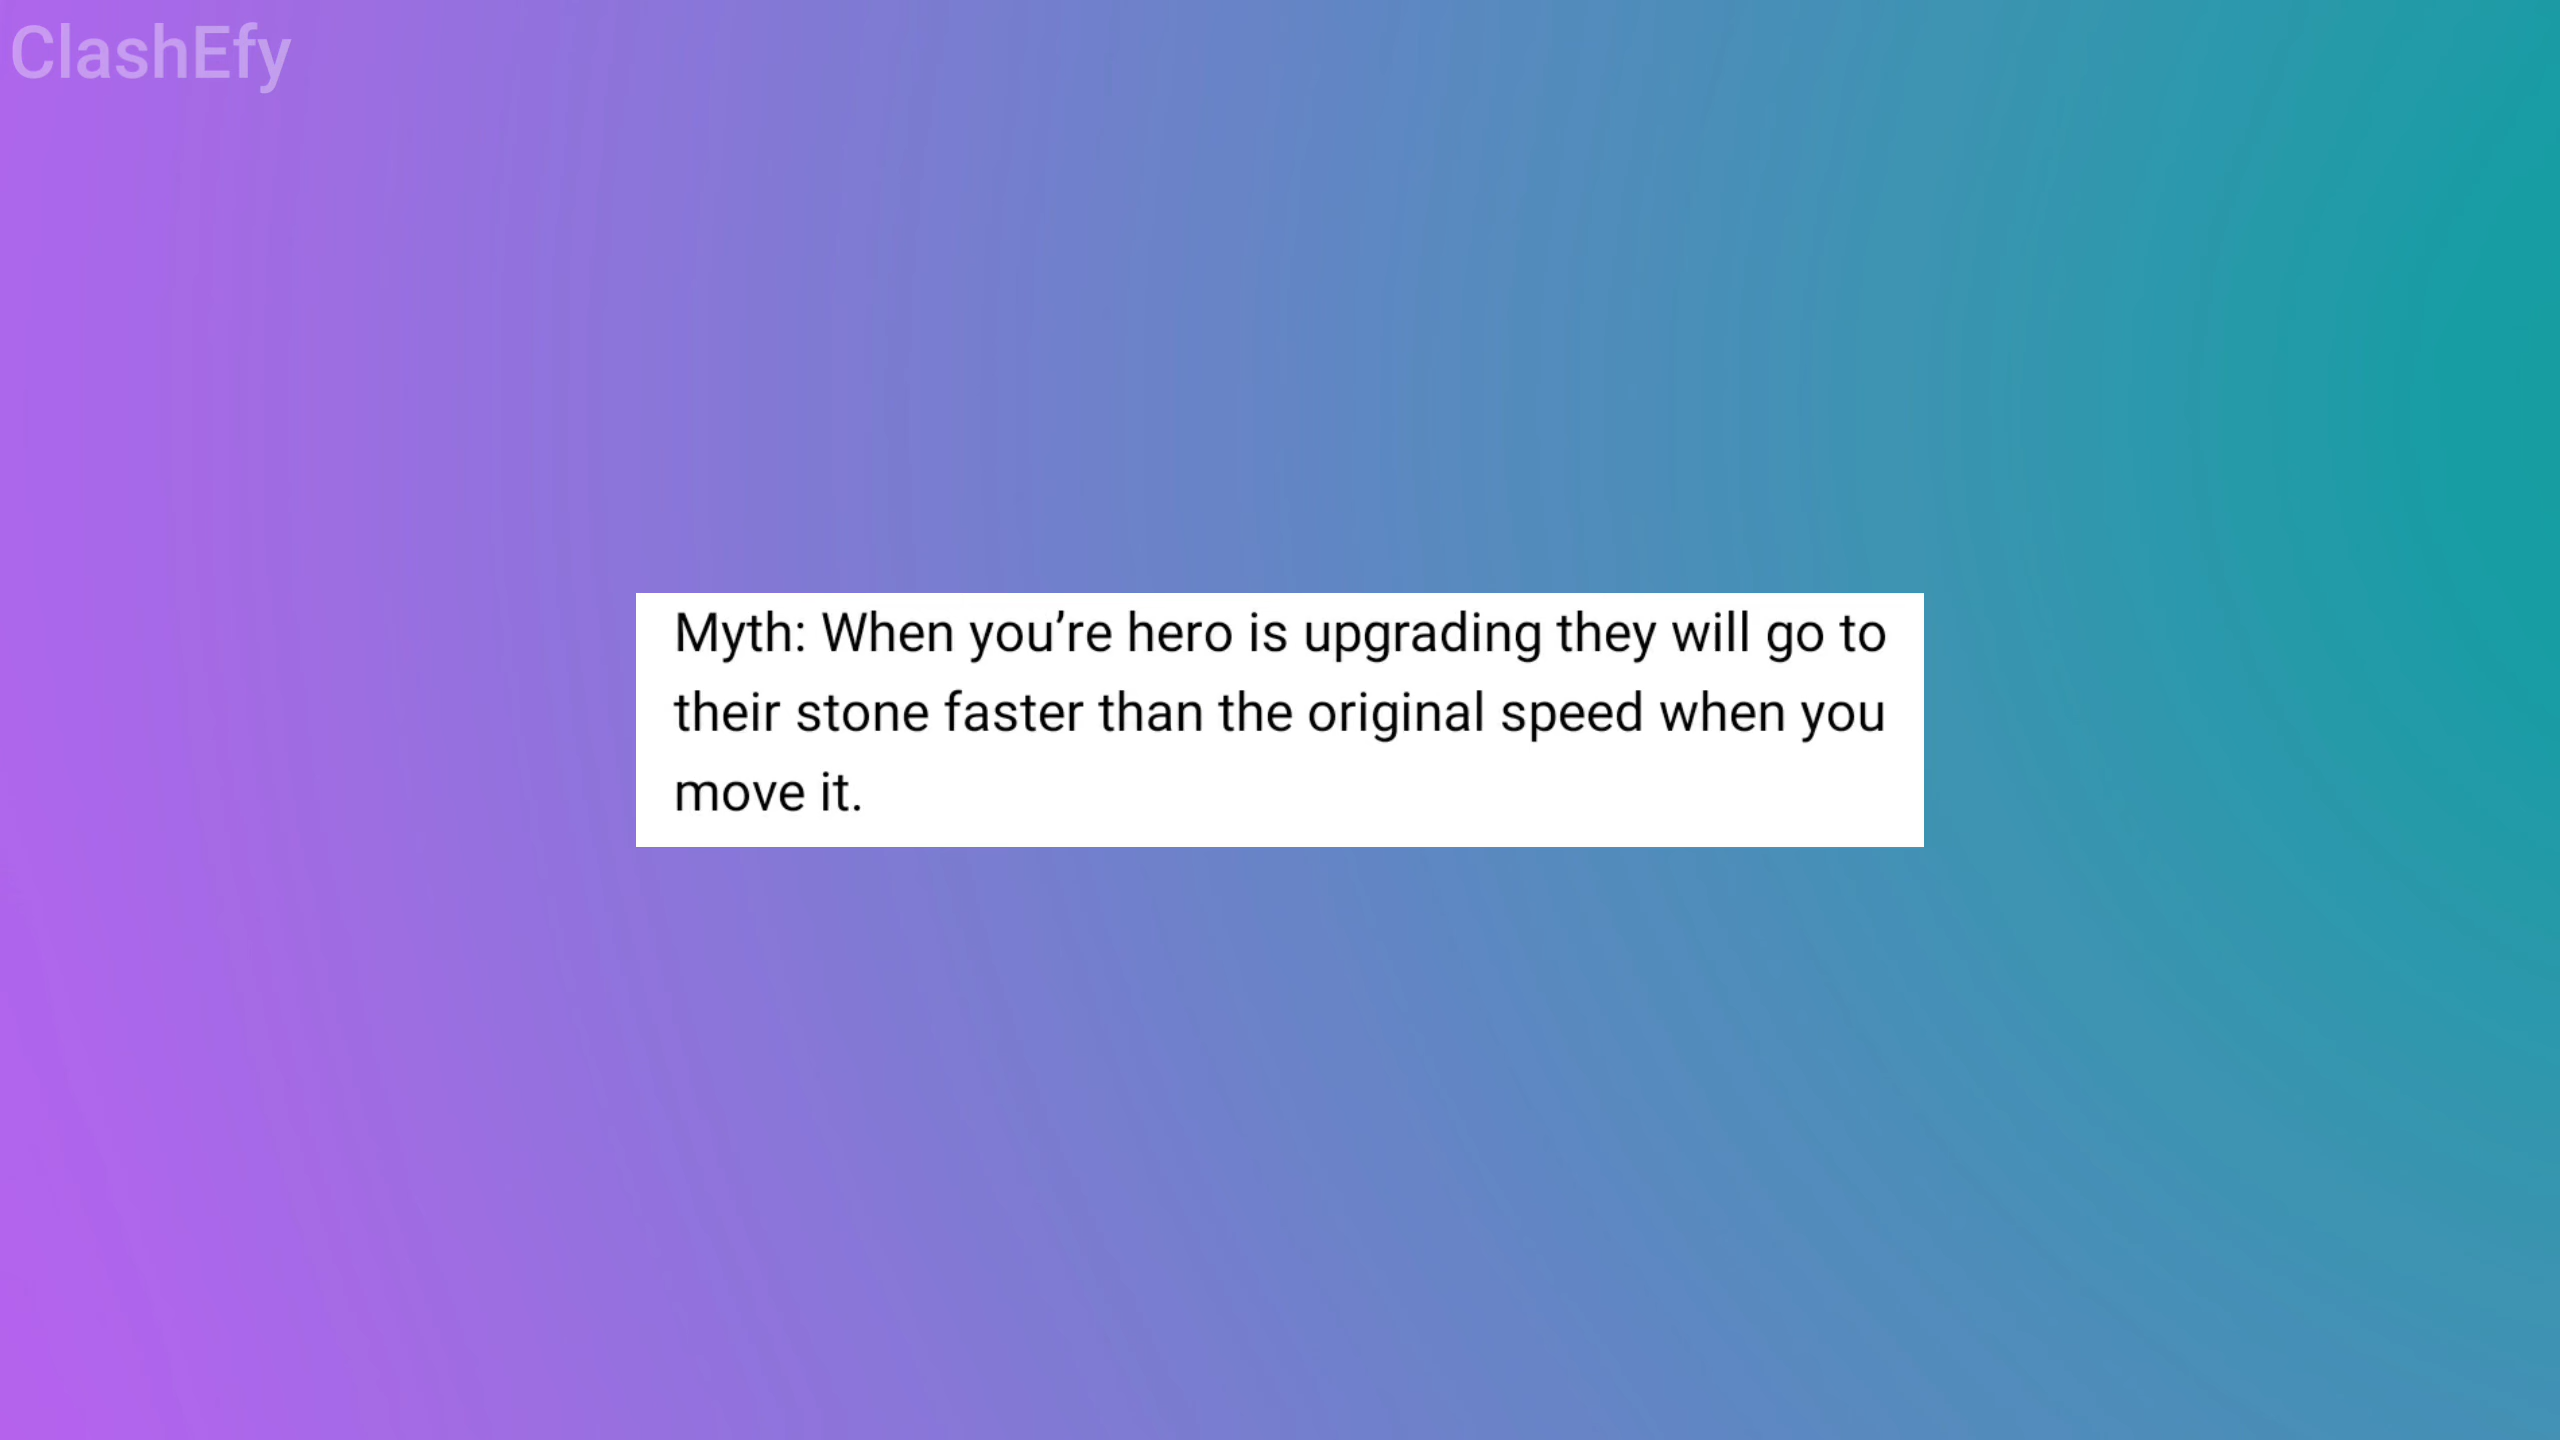 ClashEfy
Myth: When you’re hero is upgrading they will go to
their stone faster than the original speed when you
move it.